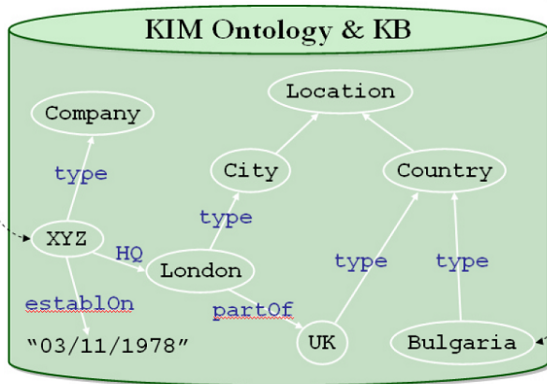 KIM Ontology & KB
Location
Company
City
Country
type
type
XYZ
HQ
London
type
type
establOn
partOf
“03/11/1978”
UK
Bulgaria